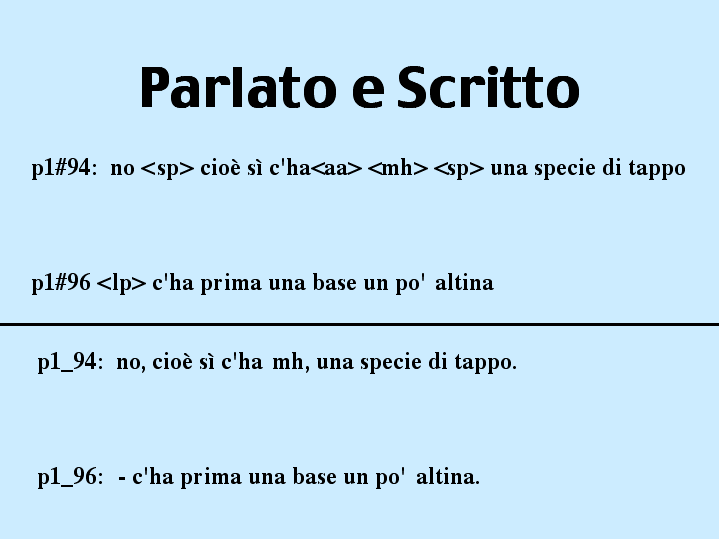 Parlato e Scritto
p1#94: no <sp> cioè sì c'ha<aa> <mh> <sp> una specie di tappo
p1#96 <lp> c'ha prima una base un po' altina
p1_94: no, cioè sì c'ha mh, una specie di tappo.
p1_96: - c'ha prima una base un po' altina.